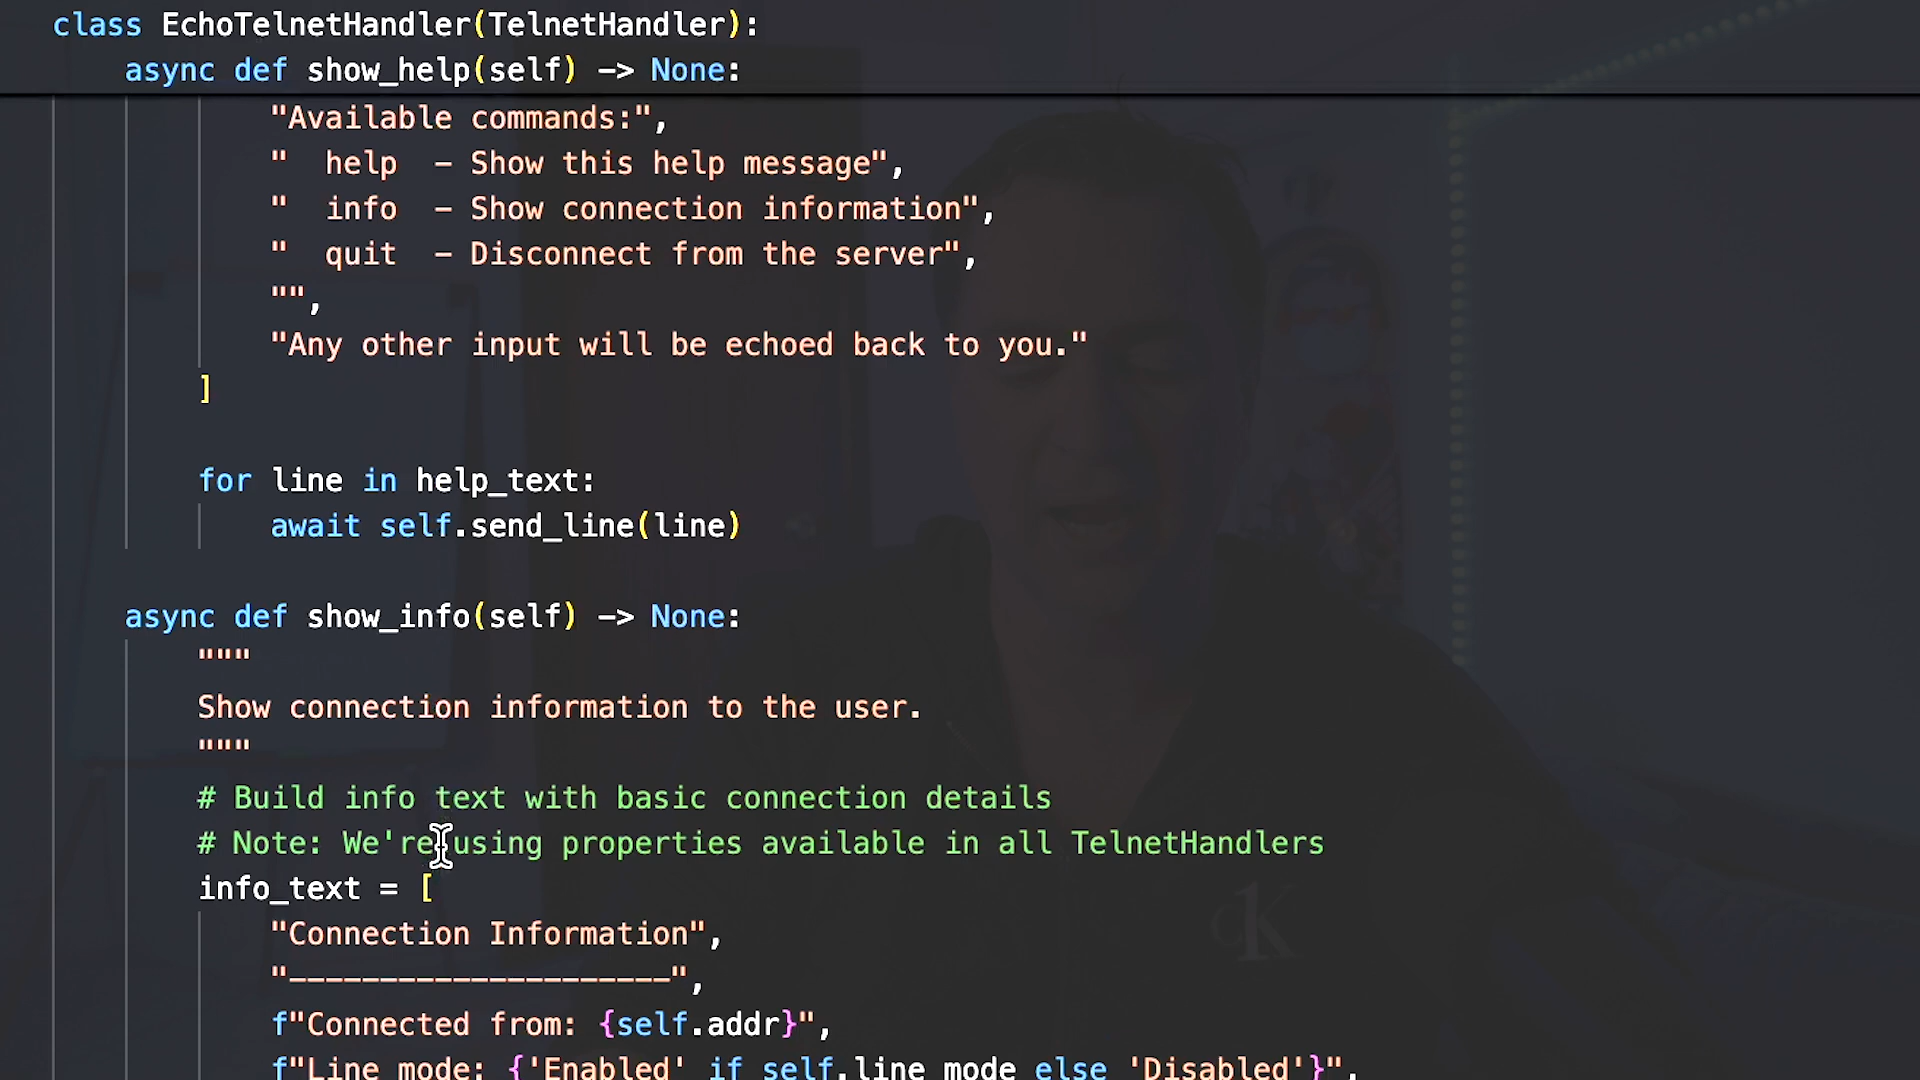 class EchoTelnetHandler(TelnetHandler):
    async def show_help(self) -> None:
            "Available commands:",
            "  help  - Show this help message",
            "  info  - Show connection information",
            "  quit  - Disconnect from the server",
            "",
            "Any other input will be echoed back to you."
        ]
        for line in help_text:
            await self.send_line(line)
    async def show_info(self) -> None:
        """
        Show connection information to the user.
        """
        # Build info text with basic connection details
        # Note: We're using properties available in all TelnetHandlers
        info_text = [
            "Connection Information",
            "---------------------",
            f"Connected from: {self.addr}",
            f"Line mode: {'Enabled' if self.line_mode else 'Disabled'}",
CK